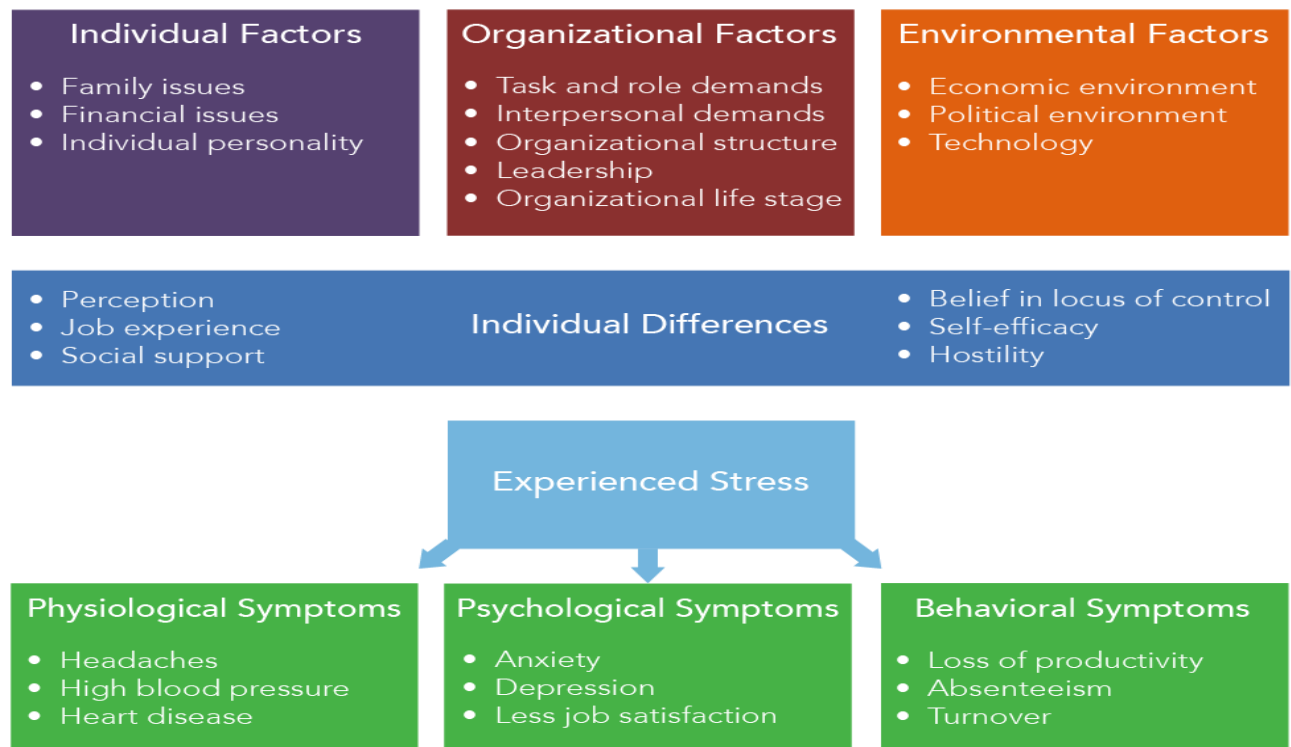 Individual Factors
• Family issues
• Financial issues
• Individual personality
Organizational Factors
• Task and role demands
• Interpersonal demands
• Organizational structure
• Leadership
• Organizational life stage
Environmental Factors
• Economic environment
• Political environment
• Technology
• Perception
• Job experience
• Social support
Individual Differences
• Belief in locus of control
• Self-efficacy
• Hostility
Experienced Stress
Physiological Symptoms
• Headaches
• High blood pressure
• Heart disease
Psychological Symptoms
• Anxiety
• Depression
• Less job satisfaction
Behavioral Symptoms
• Loss of productivity
• Absenteeism
• Turnover